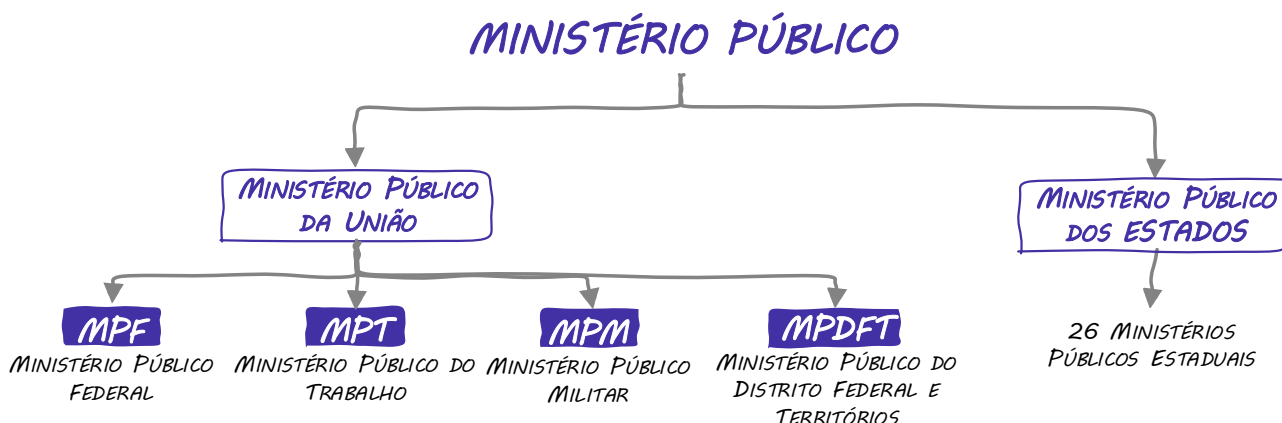 MINISTÉRIO PÚBLICO
MINISTÉRIO PÚBLICO
DA UNIÃO
MINISTÉRIO PÚBLICO
DOS ESTADOS
MPF
MINISTÉRIO PÚBLICO
FEDERAL
MPT
MINISTÉRIO PÚBLICO DO
TRABALHO
MPM
MINISTÉRIO PÚBLICO
MILITAR
MPDFT
MINISTÉRIO PÚBLICO DO
DISTRITO FEDERAL E
TERRITÓRIOS
26 MINISTÉRIOS
PÚBLICOS ESTADUAIS